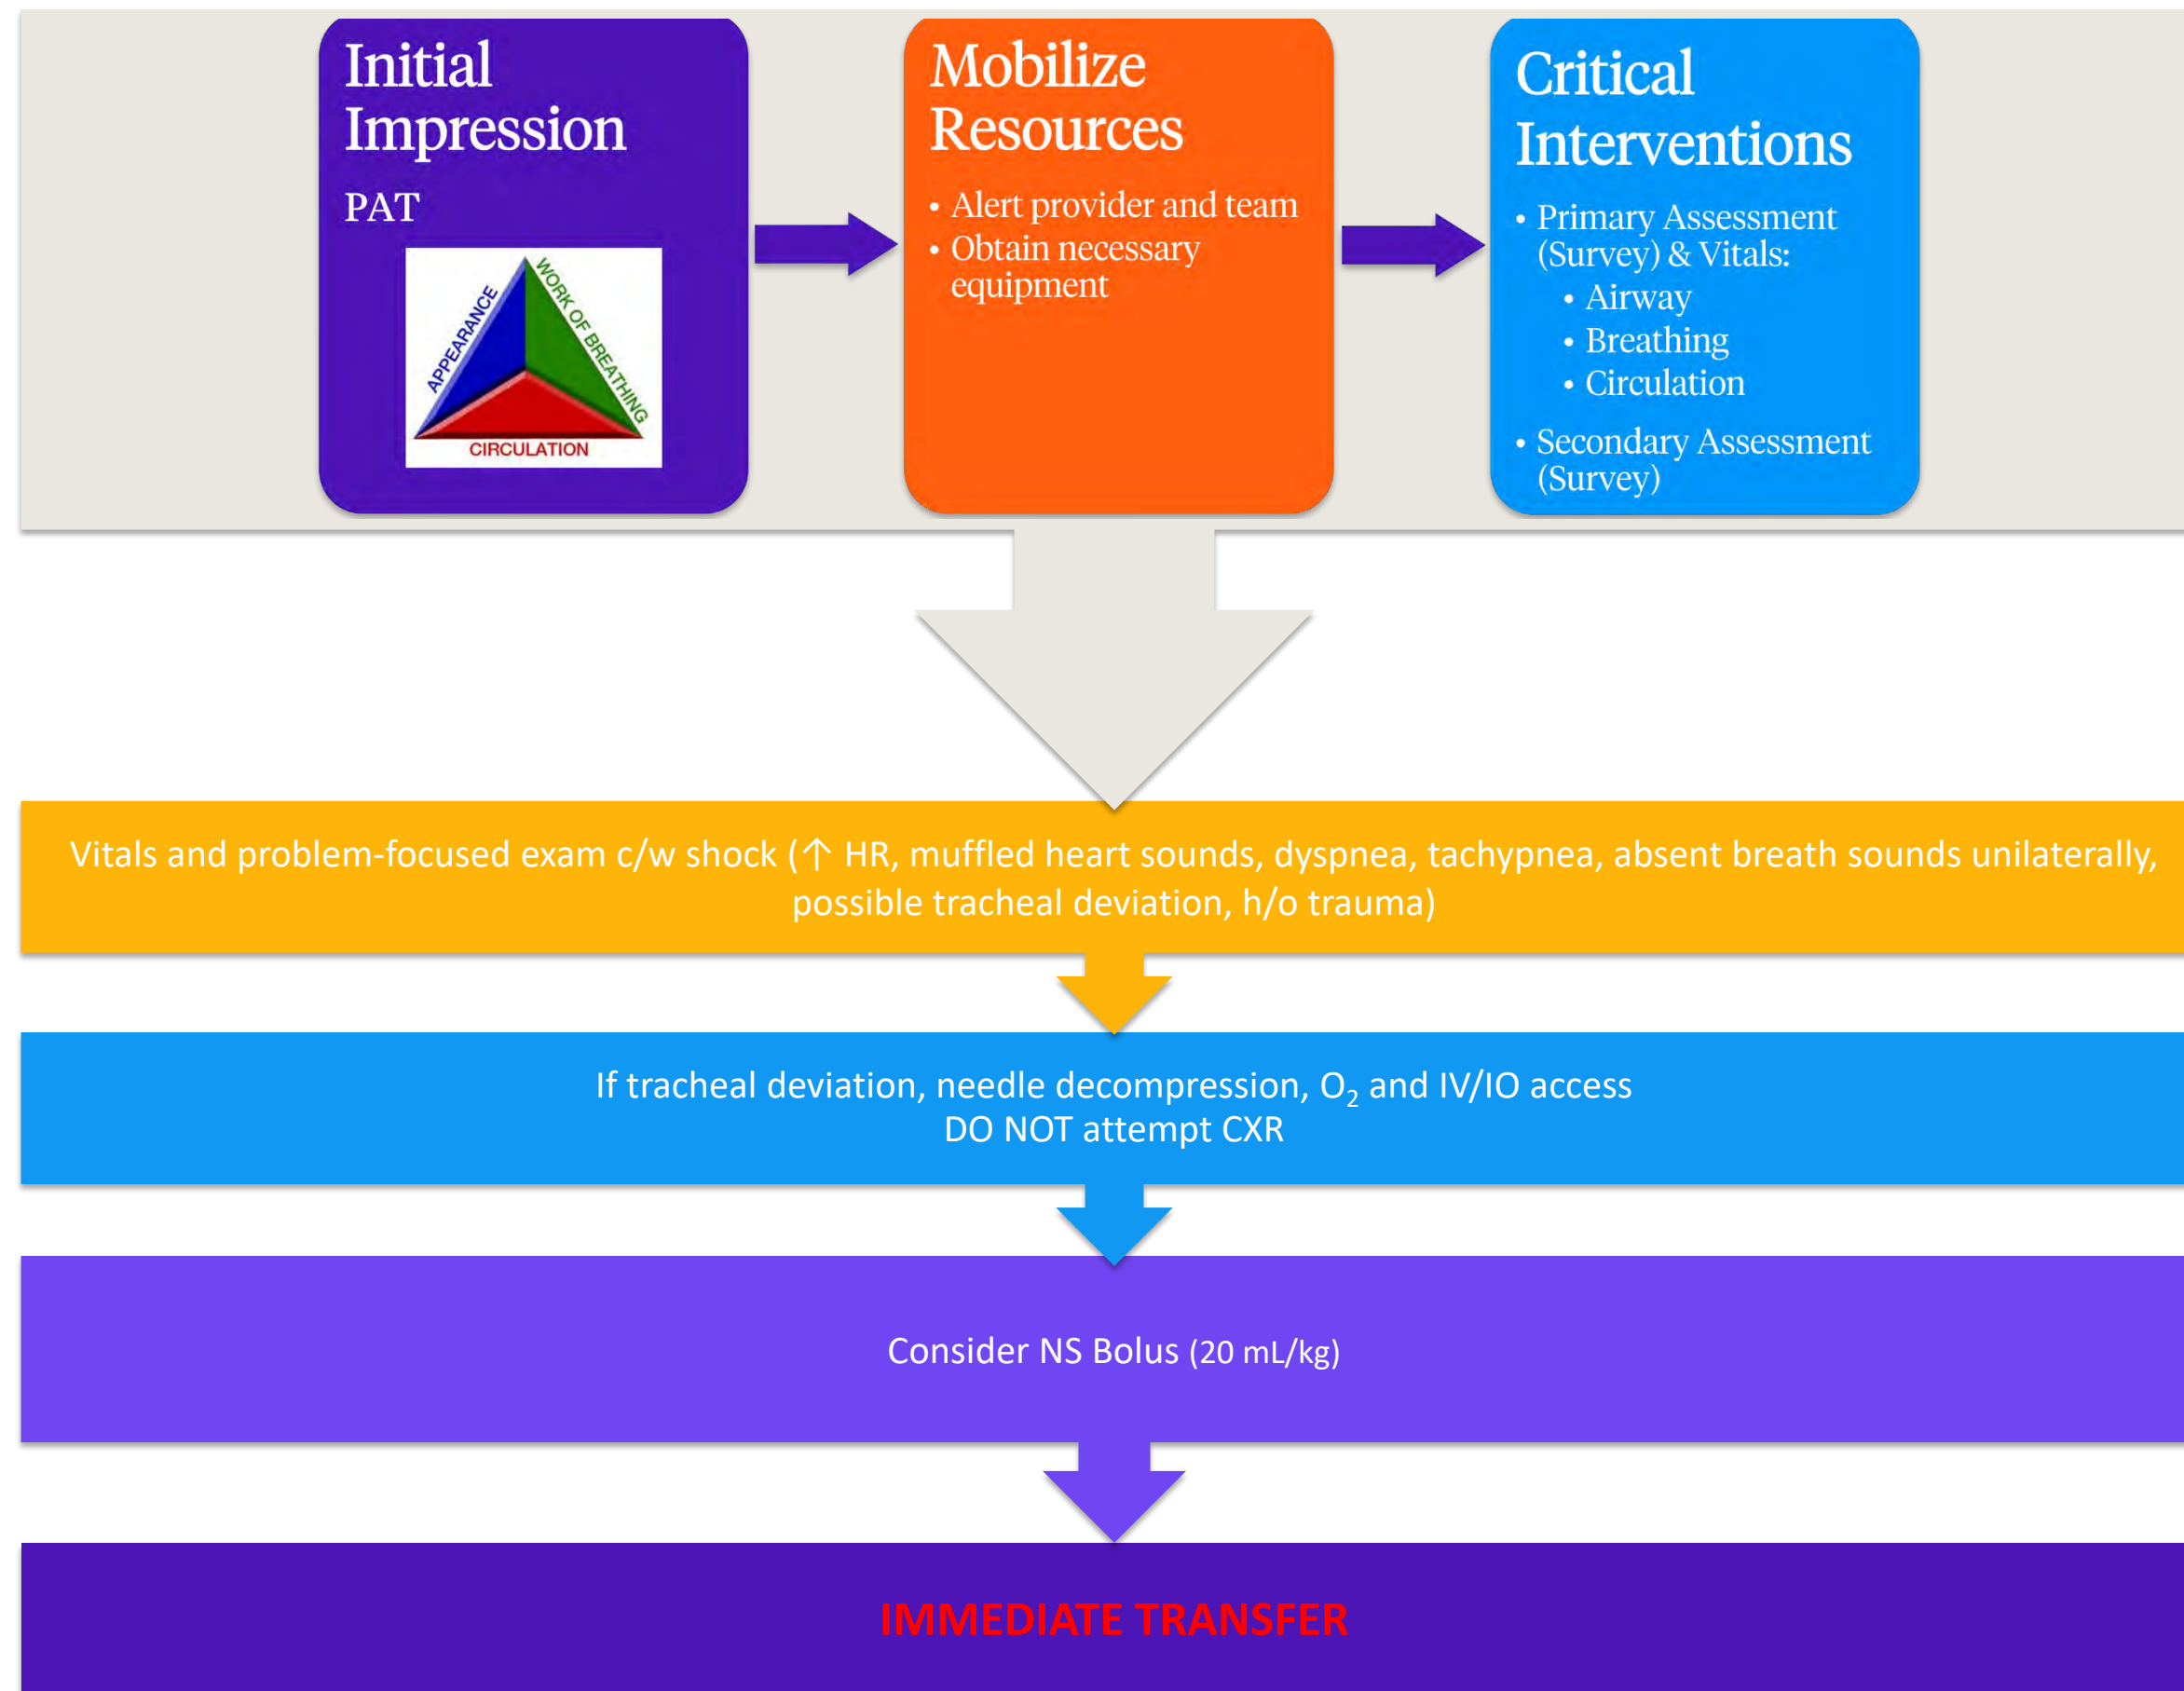 Initial
Impression
PAT
APPEARANCE
WORK OF BREATHING
CIRCULATION
Mobilize
Resources
• Alert provider and team
• Obtain necessary
equipment
Critical
Interventions
• Primary Assessment
(Survey) & Vitals:
• Airway
• Breathing
• Circulation
• Secondary Assessment
(Survey)
Vitals and problem-focused exam c/w shock (↑ HR, muffled heart sounds, dyspnea, tachypnea, absent breath sounds unilaterally,
possible tracheal deviation, h/o trauma)
If tracheal deviation, needle decompression, O₂ and IV/IO access
DO NOT attempt CXR
Consider NS Bolus (20 mL/kg)
IMMEDIATE TRANSFER